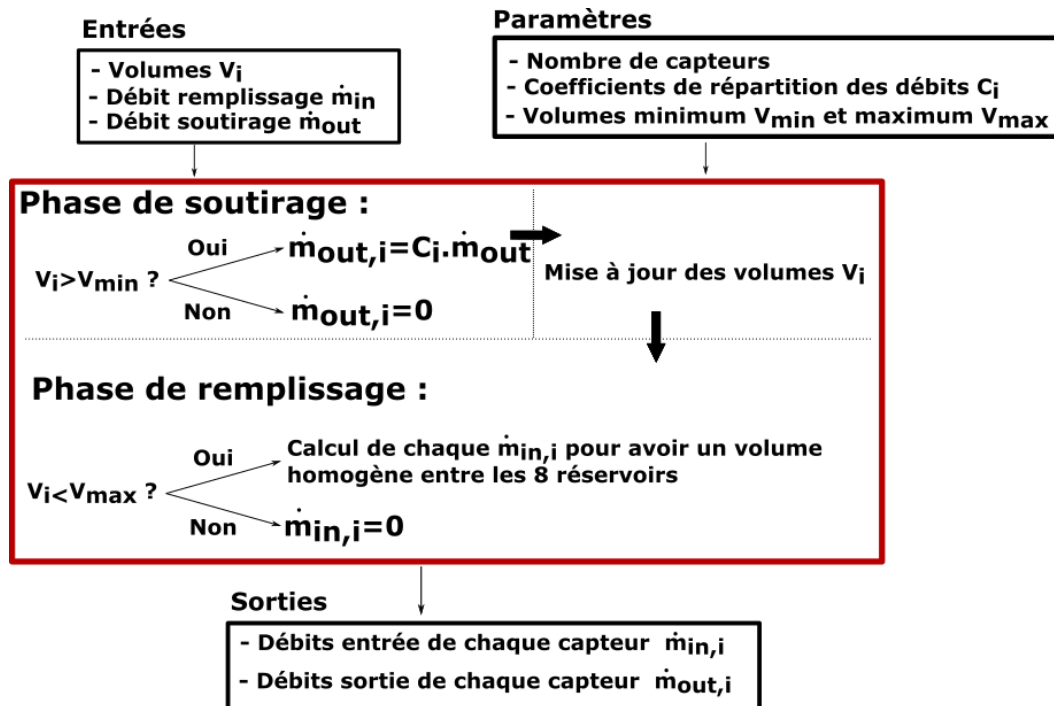 Entrées
- Volumes Vi
- Débit remplissage ṁin
- Débit soutirage ṁout
Paramètres
- Nombre de capteurs
- Coefficients de répartition des débits Ci
- Volumes minimum Vmin et maximum Vmax
Phase de soutirage :
Vi>Vmin ?
Oui
ṁout,i=Ci.ṁout
Non
ṁout,i=0
Mise à jour des volumes Vi
Phase de remplissage :
Vi<Vmax ?
Oui
Calcul de chaque ṁin,i pour avoir un volume
homogène entre les 8 réservoirs
Non
ṁin,i=0
Sorties
- Débits entrée de chaque capteur ṁin,i
- Débits sortie de chaque capteur ṁout,i